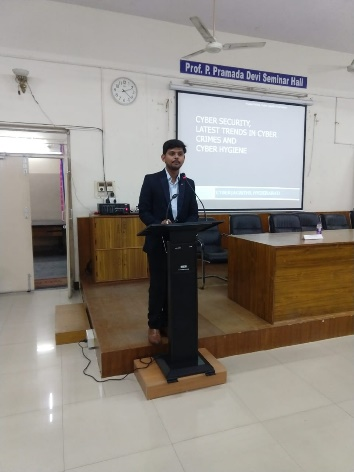 Prof. P. Pramada Devi Seminar Hall
CYBER SECURITY,
LATEST TRENDS IN CYBER
CRIMES AND
CYBER HYGIENE